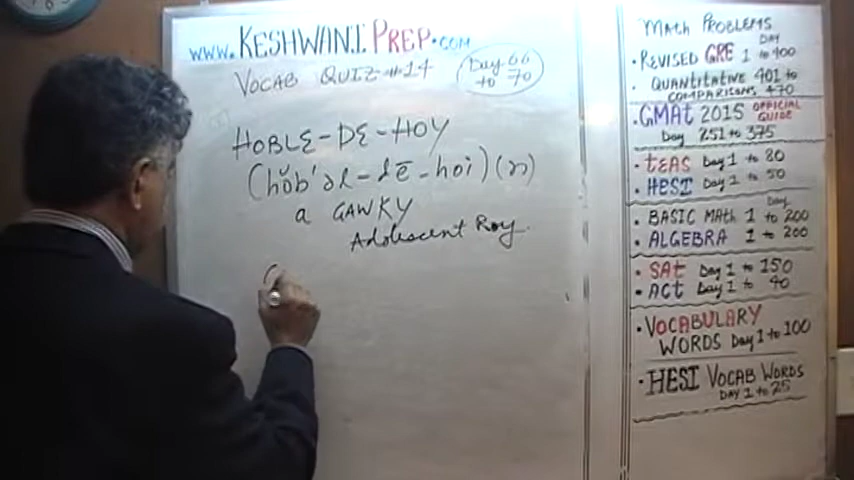 www.KESHWANI PREP.com
VOCAB QUIZ #14
Day 66
to 70
HOBLE-DE-HOY
(hŏb'əl-dē-hoi) (n)
a GAWKY
Adolescent Boy.
(
MATH PROBLEMS
DAY
• REVISED GRE 1 to 400
• QUANTITATIVE 401 to
COMPARISONS 470
• GMAT 2015 OFFICIAL
GUIDE
Day 251 to 375
• TEAS Day 1 to 80
• HESI Day 1 to 50
Day
• BASIC MATH 1 to 200
• ALGEBRA 1 to 200
• SAT Day 1 to 150
• ACT Day 1 to 40
• VOCABULARY
WORDS Day 1 to 100
• HESI VOCAB WORDS
DAY 1 to 25